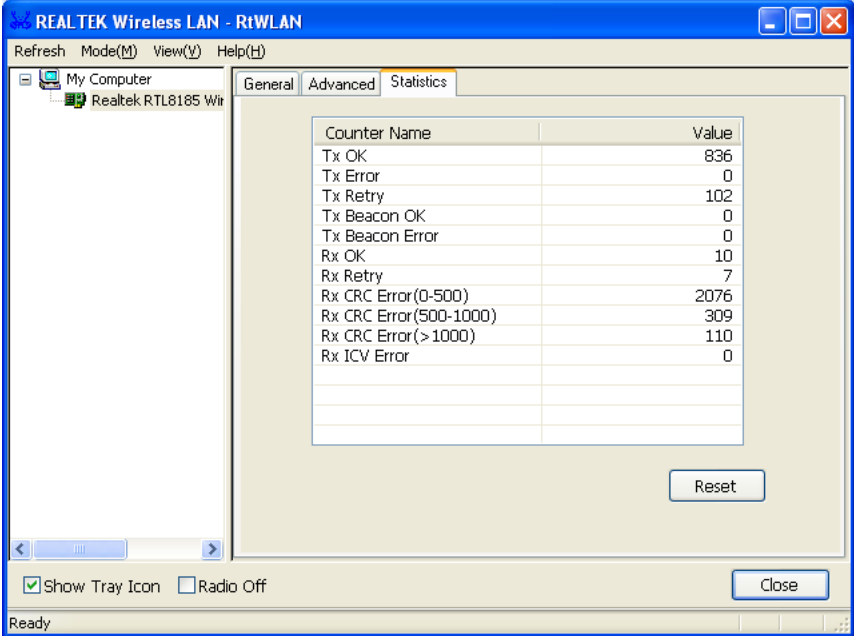 REALTEK Wireless LAN - RtWLAN
Refresh Mode(M) View(V) Help(H)
My Computer
Realtek RTL8185 Wir
General Advanced Statistics
Counter Name Value
Tx OK 836
Tx Error 0
Tx Retry 102
Tx Beacon OK 0
Tx Beacon Error 0
Rx OK 10
Rx Retry 7
Rx CRC Error(0-500) 2076
Rx CRC Error(500-1000) 309
Rx CRC Error(>1000) 110
Rx ICV Error 0
Reset
Show Tray Icon Radio Off Close
Ready